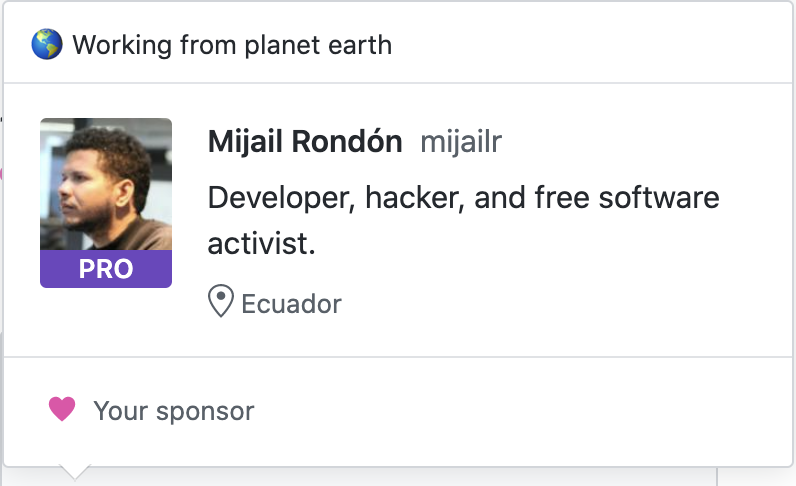 Working from planet earth
Mijail Rondón mijailr
Developer, hacker, and free software
activist.
PRO
Ecuador
Your sponsor